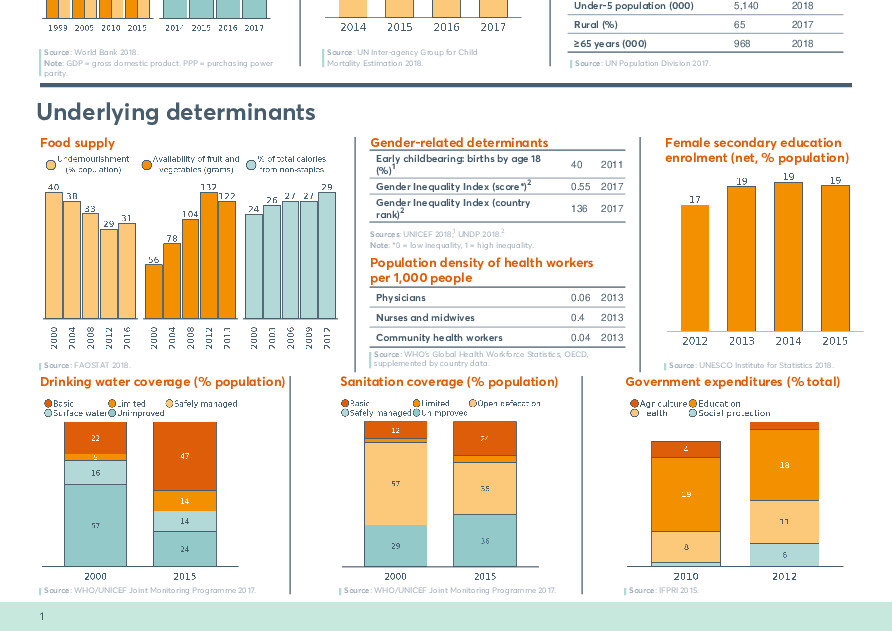 1999 2005 2010 2015
2014 2015 2016 2017
Source: World Bank 2018.
Note: GDP = gross domestic product. PPP = purchasing power
parity.
2014 2015 2016 2017
Source: UN Inter-agency Group for Child
Mortality Estimation 2018.
Under-5 population (000) 5,140 2018
Rural (%) 65 2017
≥65 years (000) 968 2018
Source: UN Population Division 2017.
Underlying determinants
Food supply
Undernourishment
(% population)
Availability of fruit and
vegetables (grams)
% of total calories
from non-staples
40 38 33 29 31
56 78 104 132 122
24 26 27 27 29
2000 2004 2008 2012 2016
2000 2004 2008 2012
2000 2006 2009 2012
Source: FAOSTAT 2018.
Gender-related determinants
Early childbearing: births by age 18
(%)1 40 2011
Gender Inequality Index (score*)2 0.55 2017
Gender Inequality Index (country
rank)2 136 2017
Sources: UNICEF 2018,1 UNDP 2018.2
Note: *0 = low inequality, 1 = high inequality.
Population density of health workers
per 1,000 people
Physicians 0.06 2013
Nurses and midwives 0.4 2013
Community health workers 0.04 2013
Source: WHO's Global Health Workforce Statistics, OECD,
supplemented by country data.
Female secondary education
enrolment (net, % population)
17 19 19 19
2012 2013 2014 2015
Source: UNESCO Institute for Statistics 2018.
Drinking water coverage (% population)
Basic Limited Safely managed
Surface water Unimproved
22
5
16
57
47
14
14
24
2000 2015
Source: WHO/UNICEF Joint Monitoring Programme 2017.
Sanitation coverage (% population)
Basic Limited Open defecation
Safely managed Unimproved
12
57
29
24
36
2000 2015
Source: WHO/UNICEF Joint Monitoring Programme 2017.
Government expenditures (% total)
Agriculture Education
Health Social protection
4
19
8
18
11
6
2010 2012
Source: IFPRI 2015.
1